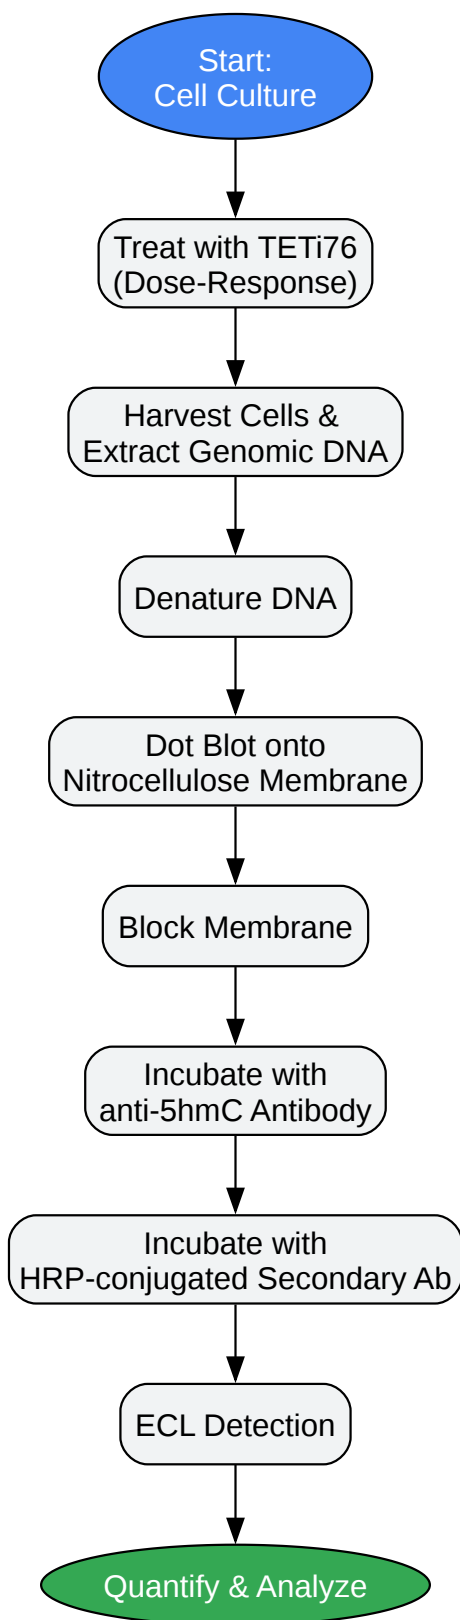 Start:
Cell Culture
Treat with TETi76
(Dose-Response)
Harvest Cells &
Extract Genomic DNA
Denature DNA
Dot Blot onto
Nitrocellulose Membrane
Block Membrane
Incubate with
anti-5hmC Antibody
Incubate with
HRP-conjugated Secondary Ab
ECL Detection
Quantify & Analyze